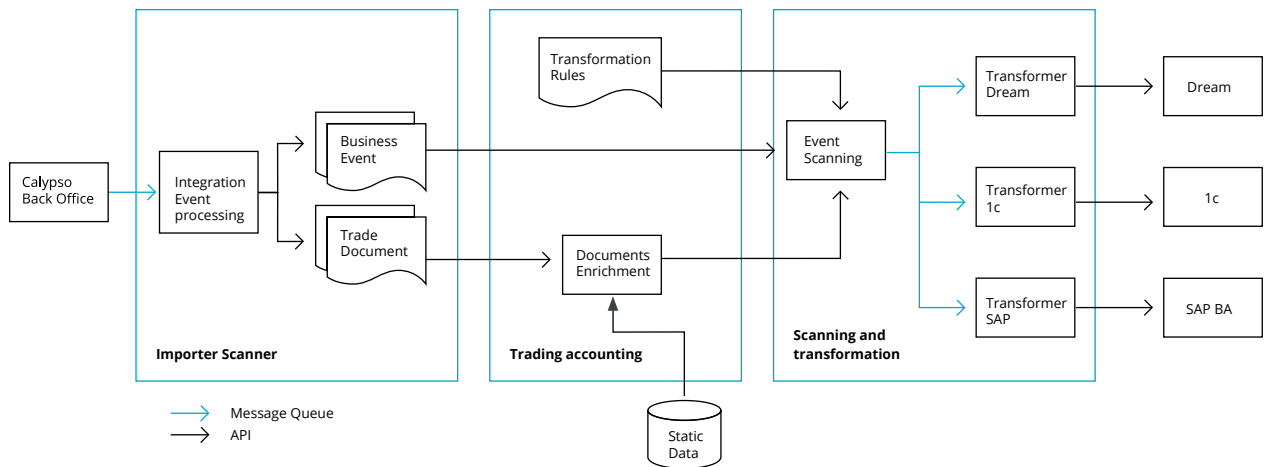 Calypso
Back Office
Integration
Event
processing
Business
Event
Trade
Document
Importer Scanner
Transformation
Rules
Documents
Enrichment
Trading accounting
Static
Data
Event
Scanning
Transformer
Dream
Transformer
1c
Transformer
SAP
Scanning and
transformation
Dream
1c
SAP BA
Message Queue
API